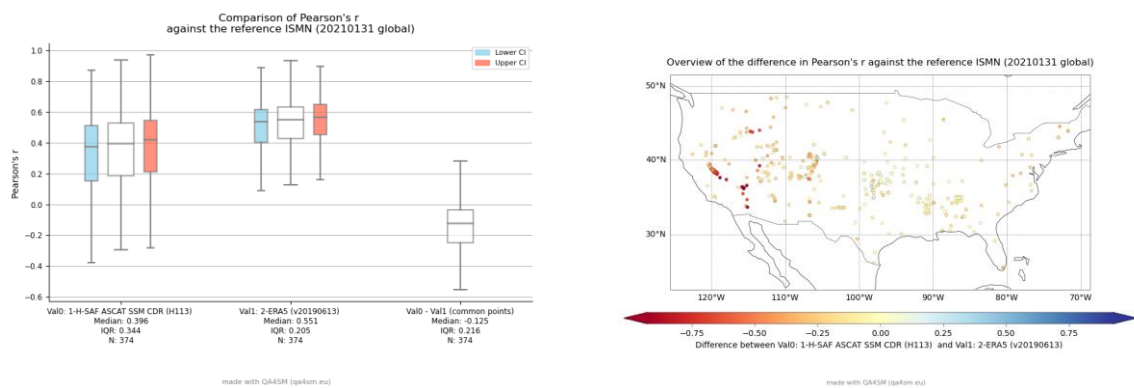 Comparison of Pearson's r
against the reference ISMN (20210131 global)
Lower CI
Upper CI
Pearson's r
1.0
0.8
0.6
0.4
0.2
0.0
−0.2
−0.4
−0.6
Val0: 1-H-SAF ASCAT SSM CDR (H113)
Median: 0.396
IQR: 0.344
N: 374
Val1: 2-ERA5 (v20190613)
Median: 0.551
IQR: 0.205
N: 374
Val0 - Val1 (common points)
Median: -0.125
IQR: 0.216
N: 374
made with QA4SM (qa4sm.eu)
Overview of the difference in Pearson's r against the reference ISMN (20210131 global)
50°N
40°N
30°N
120°W 110°W 100°W 90°W 80°W 70°W
−0.75 −0.50 −0.25 0.00 0.25 0.50 0.75
Difference between Val0: 1-H-SAF ASCAT SSM CDR (H113) and Val1: 2-ERA5 (v20190613)
made with QA4SM (qa4sm.eu)